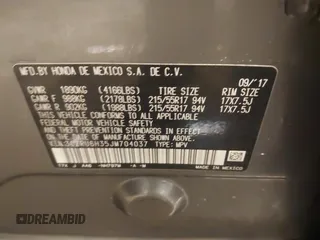 MFD.BY HONDA DE MEXICO S.A. DE C.V.
09/'17
GVWR 1890KG (4166LBS) TIRE SIZE RIM SIZE
GAWR F 988KG (2178LBS) 215/55R17 94V 17X7.5J
GAWR R 902KG (1988LBS) 215/55R17 94V 17X7.5J
THIS VEHICLE CONFORMS TO ALL APPLICABLE
FEDERAL MOTOR VEHICLE SAFETY AND
STANDARDS IN EFFECT ON THE DATE OF
MANUFACTURE SHOWN ABOVE.
H35JM704037 TYPE: MPV
MADE IN MEXICO
DREAMBID